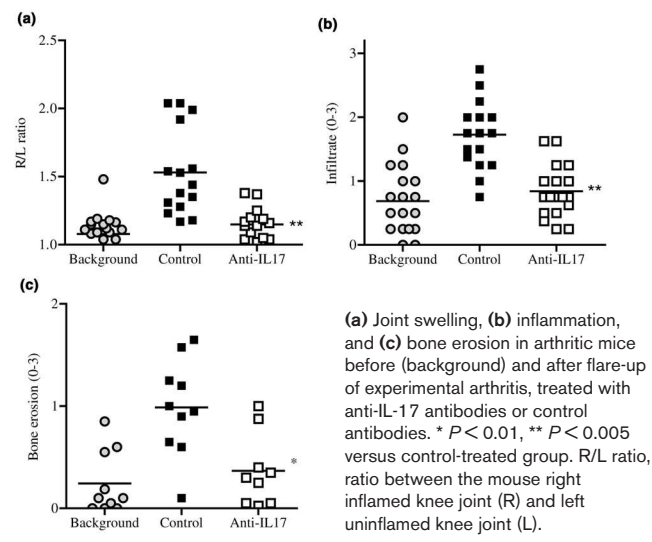 (a)
2.5
2.0
1.5
1.0
R/L ratio
**
Background Control Anti-IL17
(b)
3
2
1
0
Infiltrate (0-3)
**
Background Control Anti-IL17
(c)
2
1
0
Bone erosion (0-3)
*
Background Control Anti-IL17
(a) Joint swelling, (b) inflammation,
and (c) bone erosion in arthritic mice
before (background) and after flare-up
of experimental arthritis, treated with
anti-IL-17 antibodies or control
antibodies. * P < 0.01, ** P < 0.005
versus control-treated group. R/L ratio,
ratio between the mouse right
inflamed knee joint (R) and left
uninflamed knee joint (L).